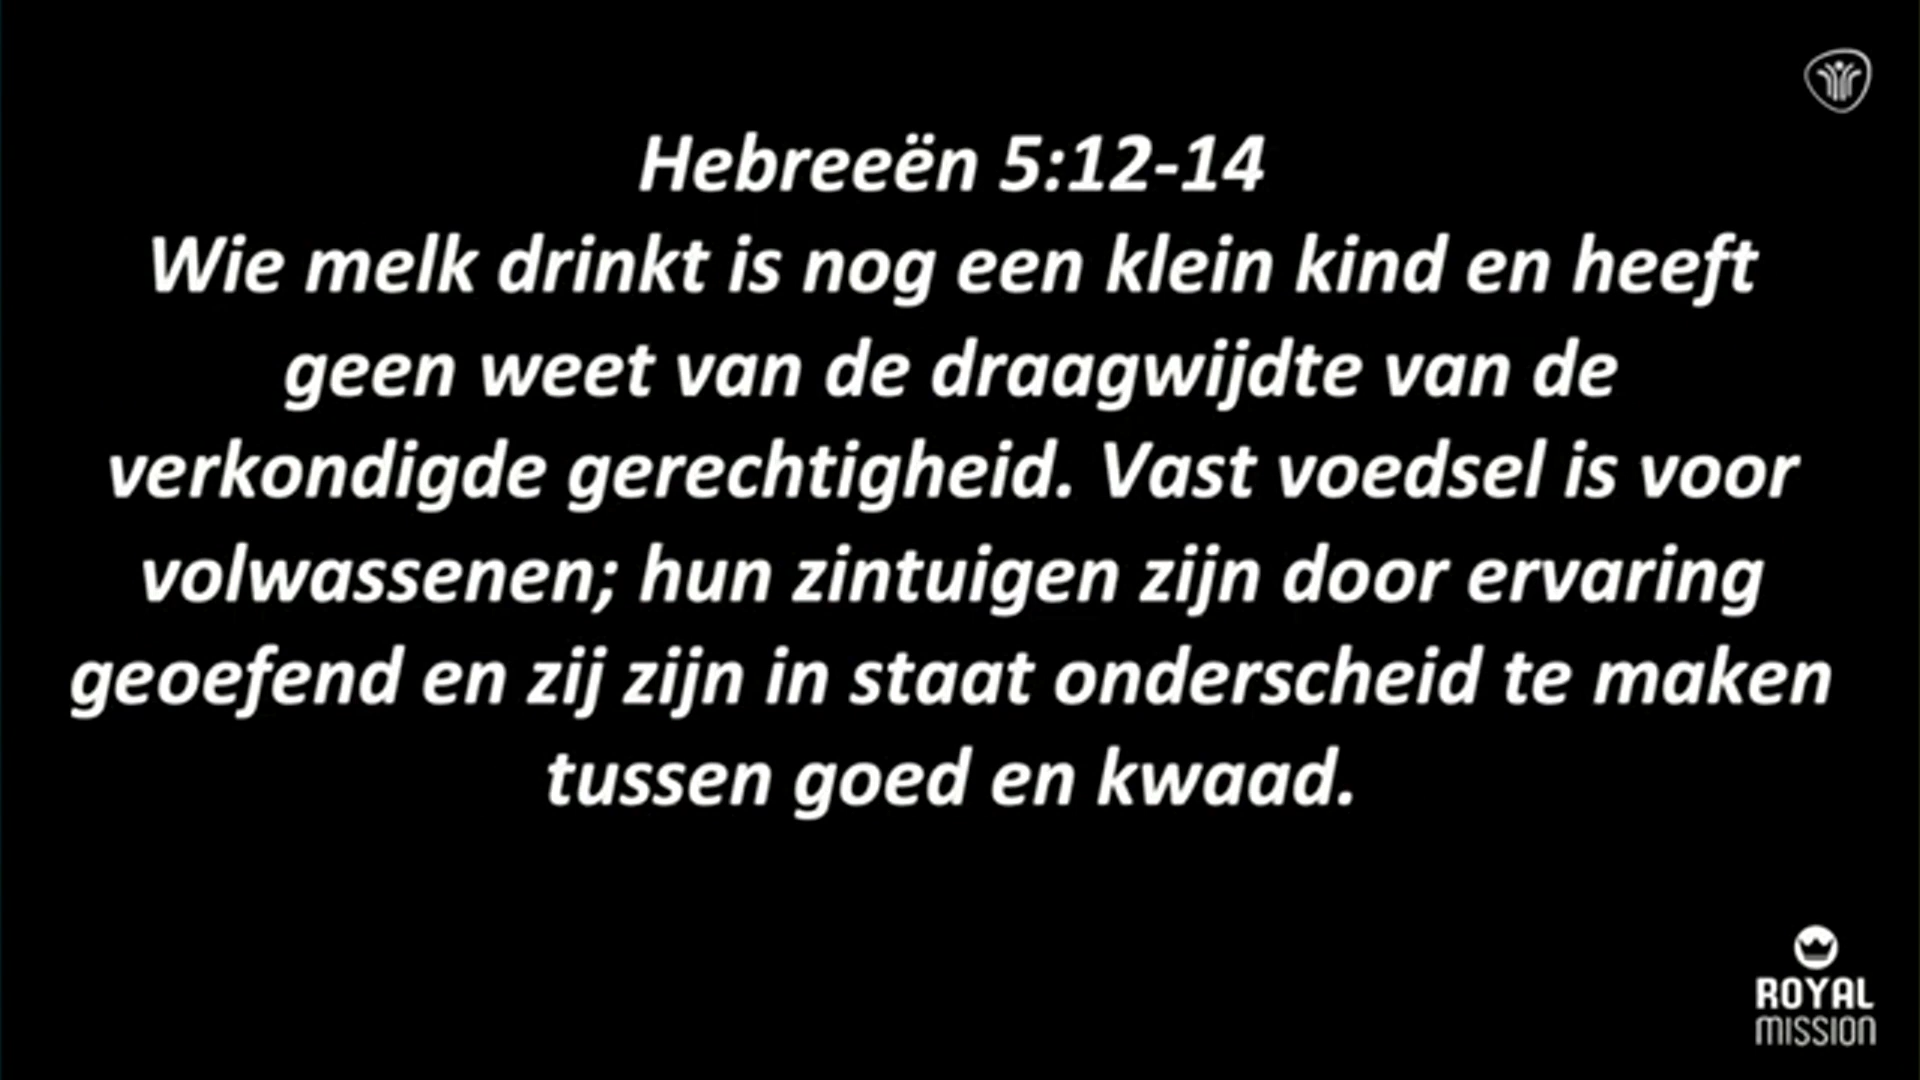 Hebreeën 5:12-14
Wie melk drinkt is nog een klein kind en heeft
geen weet van de draagwijdte van de
verkondigde gerechtigheid. Vast voedsel is voor
volwassenen; hun zintuigen zijn door ervaring
geoefend en zij zijn in staat onderscheid te maken
tussen goed en kwaad.
ROYAL
MISSION